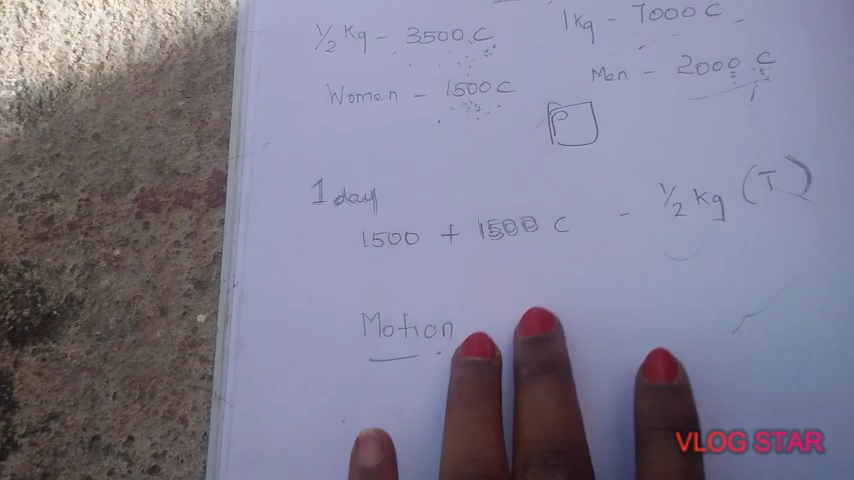 1/2 Kg - 3500 C
1 Kg - 7000 C
Women - 1500 C
Men - 2000 C
P
1 day
1500 + 1500 C - 1/2 Kg (T)
Motion
VLOG STAR